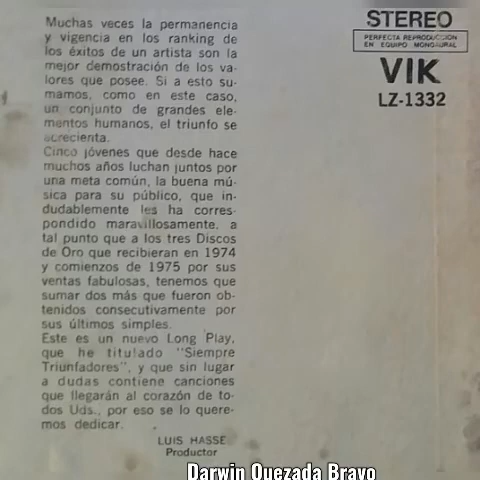 Muchas veces la permanencia
y vigencia en los ranking de
los éxitos de un artista son la
mejor demostración de los va-
lores que posee. Si a esto su-
mamos, como en este caso,
un conjunto de grandes ele-
mentos humanos, el triunfo se
acrecienta.
Cinco jóvenes que desde hace
muchos años luchan juntos por
una meta común, la buena mú-
sica para su público, que in-
dudablemente les ha corres-
pondido maravillosamente, a
tal punto que a los tres Discos
de Oro que recibieran en 1974
y comienzos de 1975 por sus
ventas fabulosas, tenemos que
sumar dos más que fueron ob-
tenidos consecutivamente por
sus últimos simples.
Este es un nuevo Long Play,
que he titulado "Siempre
Triunfadores", y que sin lugar
a dudas contiene canciones
que llegarán al corazón de to-
dos Uds., por eso se lo quere-
mos dedicar.
LUIS HASSE
Productor
STEREO
PERFECTA REPRODUCCION
EN EQUIPO MONOAURAL
VIK
LZ-1332
Darwin Quezada Bravo